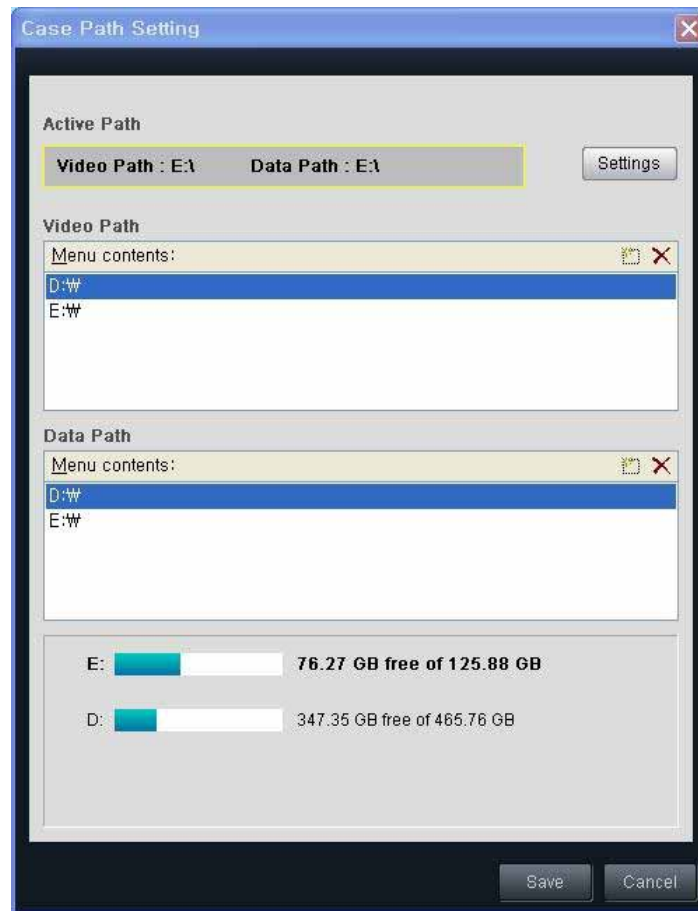 Case Path Setting
Active Path
Video Path : E:\ Data Path : E:\
Settings
Video Path
Menu contents:
D:₩
E:₩
Data Path
Menu contents:
D:₩
E:₩
E: 76.27 GB free of 125.88 GB
D: 347.35 GB free of 465.76 GB
Save Cancel